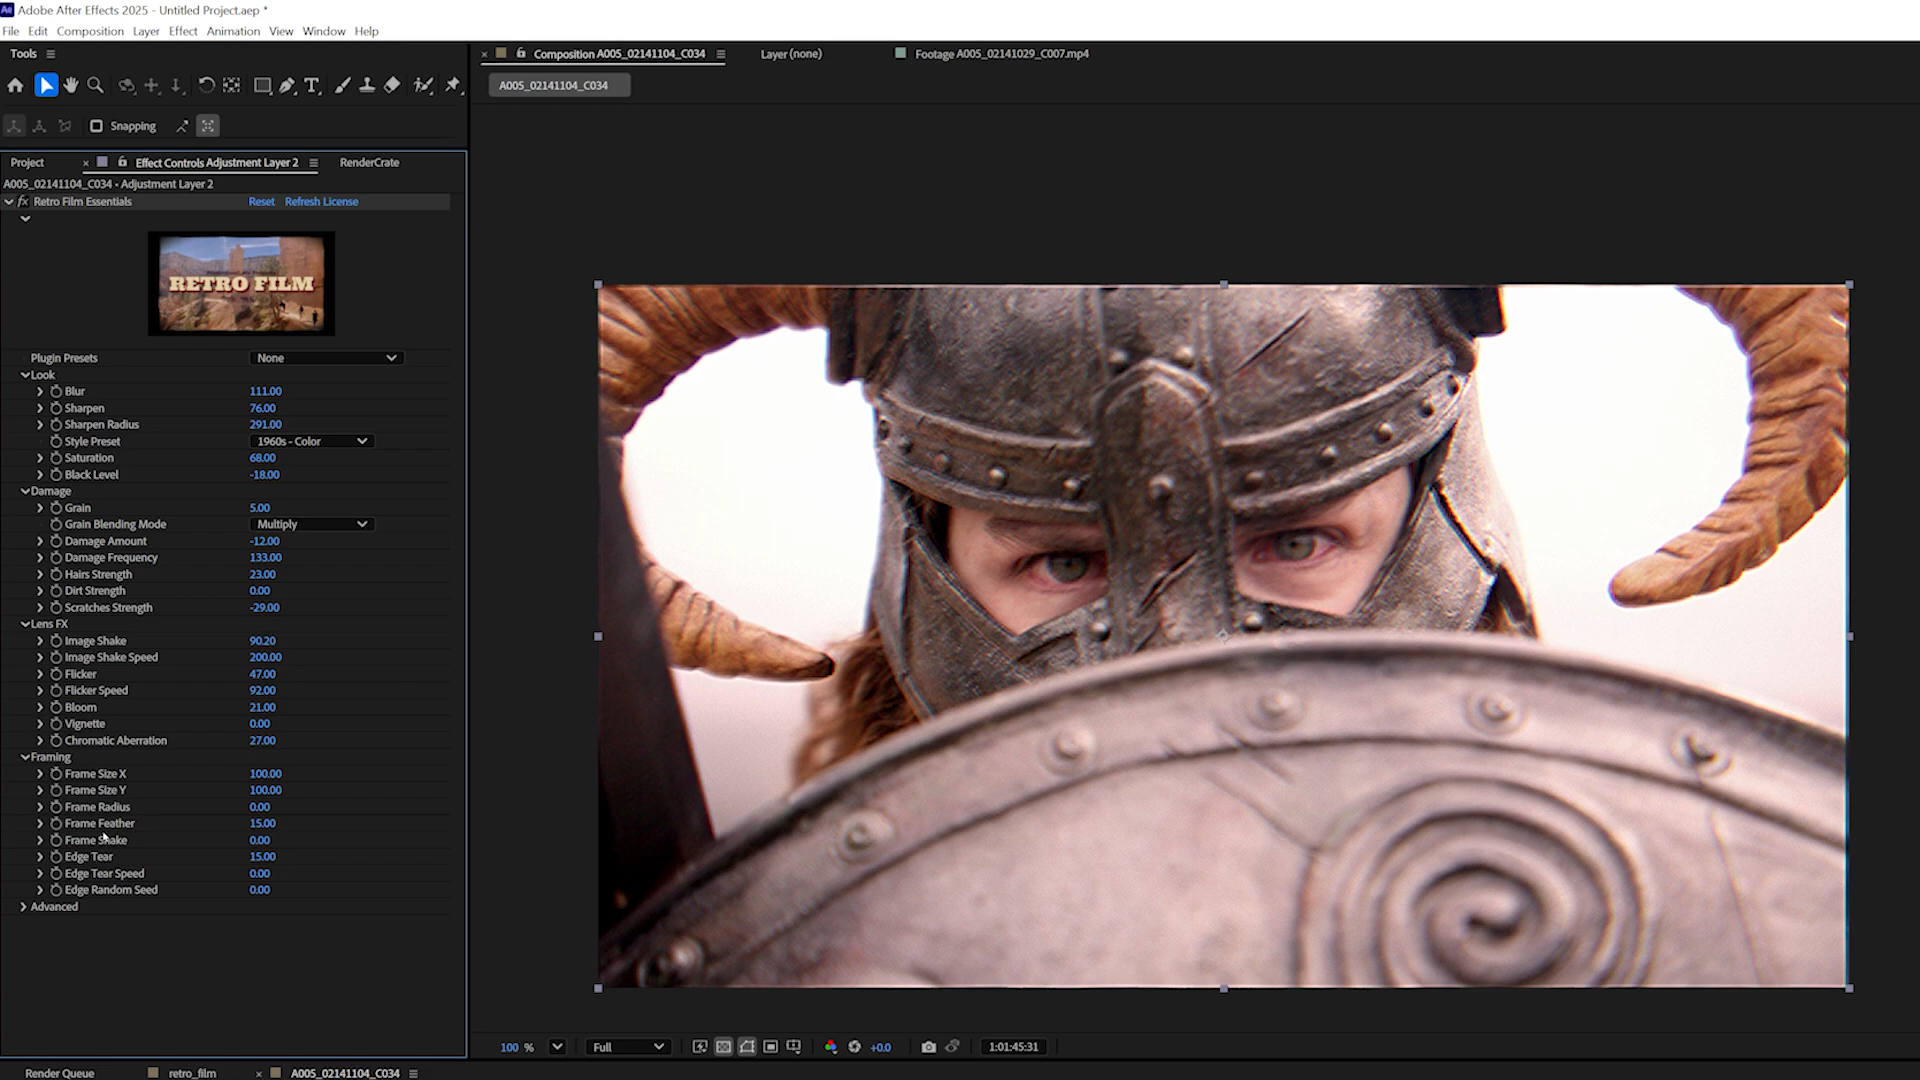 Ae Adobe After Effects 2025 - Untitled Project.aep *
File Edit Composition Layer Effect Animation View Window Help
Tools
Composition A005_02141104_C034 Layer (none) Footage A005_02141029_C007.mp4
A005_02141104_C034
Snapping
Project Effect Controls Adjustment Layer 2 RenderCrate
A005_02141104_C034 • Adjustment Layer 2
fx Retro Film Essentials Reset Refresh License
RETRO FILM
Plugin Presets None
Look
Blur 111.00
Sharpen 76.00
Sharpen Radius 291.00
Style Preset 1960s - Color
Saturation 68.00
Black Level -18.00
Damage
Grain 5.00
Grain Blending Mode Multiply
Damage Amount -12.00
Damage Frequency 133.00
Hairs Strength 23.00
Dirt Strength 0.00
Scratches Strength -29.00
Lens FX
Image Shake 90.20
Image Shake Speed 200.00
Flicker 47.00
Flicker Speed 92.00
Bloom 21.00
Vignette 0.00
Chromatic Aberration 27.00
Framing
Frame Size X 100.00
Frame Size Y 100.00
Frame Radius 0.00
Frame Feather 15.00
Frame Shake 0.00
Edge Tear 15.00
Edge Tear Speed 0.00
Edge Random Seed 0.00
Advanced
100 % Full +0.0 1:01:45:31
Render Queue retro_film A005_02141104_C034